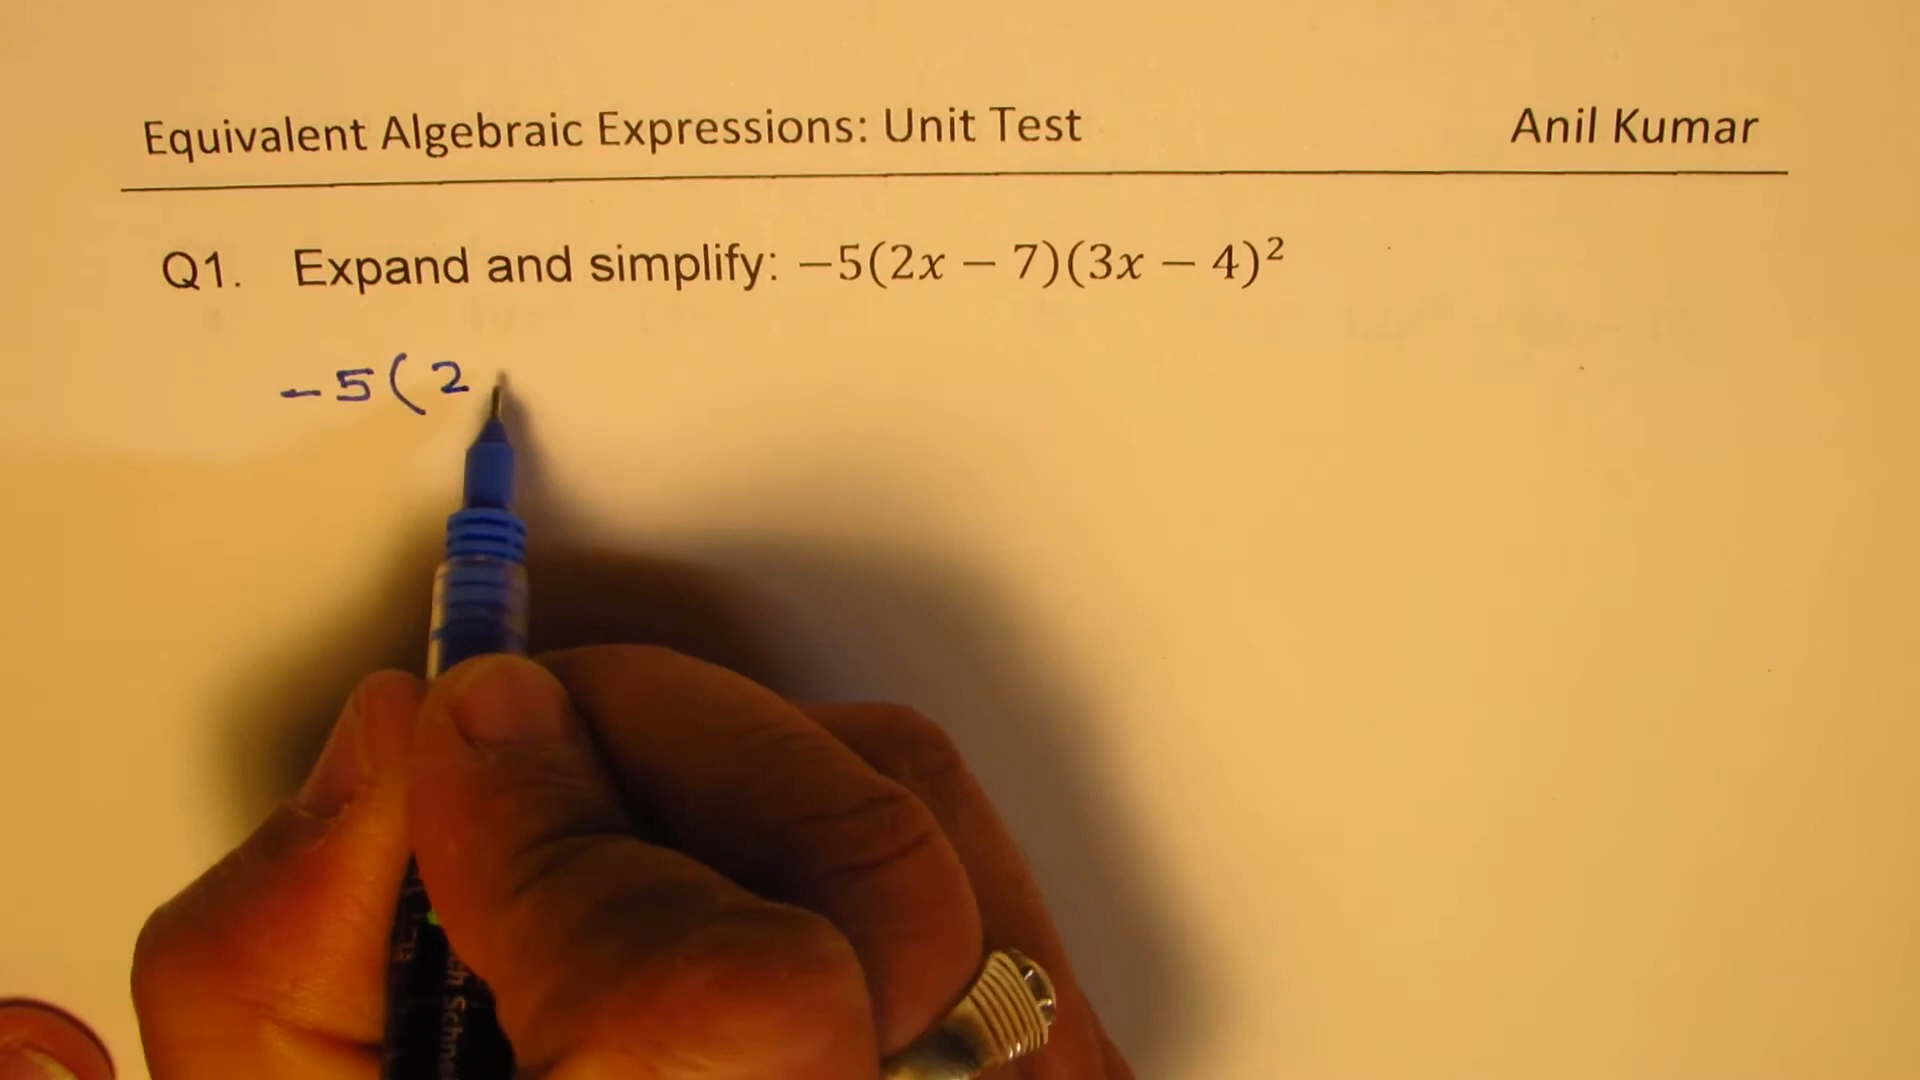 Equivalent Algebraic Expressions: Unit Test Anil Kumar
Q1. Expand and simplify: −5(2x − 7)(3x − 4)²
-5(2